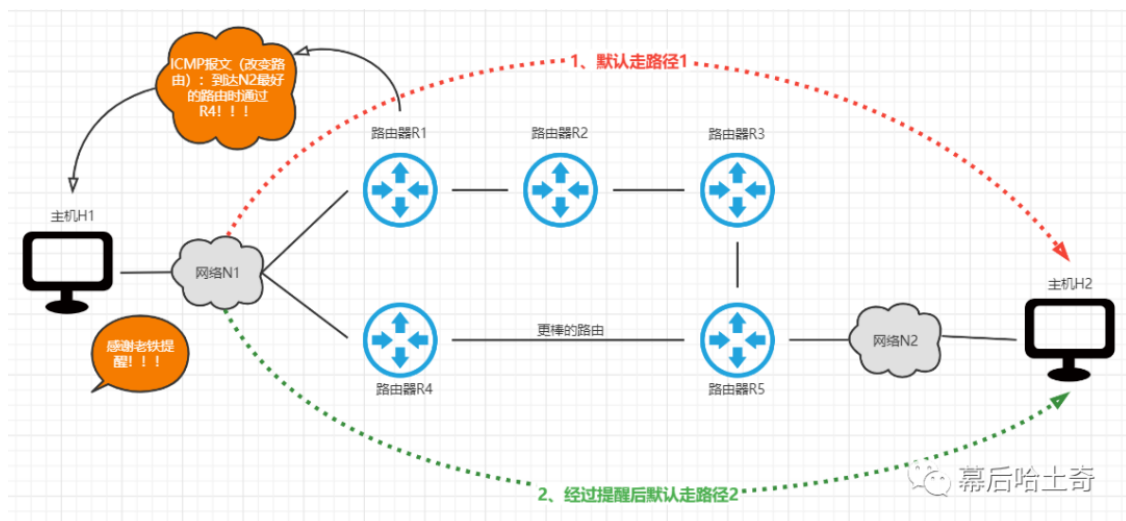 ICMP报文（改变路
由）：到达N2最好
的路由时通过
R4！！！
1、默认走路径1
路由器R1
路由器R2
路由器R3
主机H1
网络N1
主机H2
更棒的路由
网络N2
感谢老铁提
醒！！！
路由器R4
路由器R5
2、经过提醒后默认走路径2
幕后哈土奇